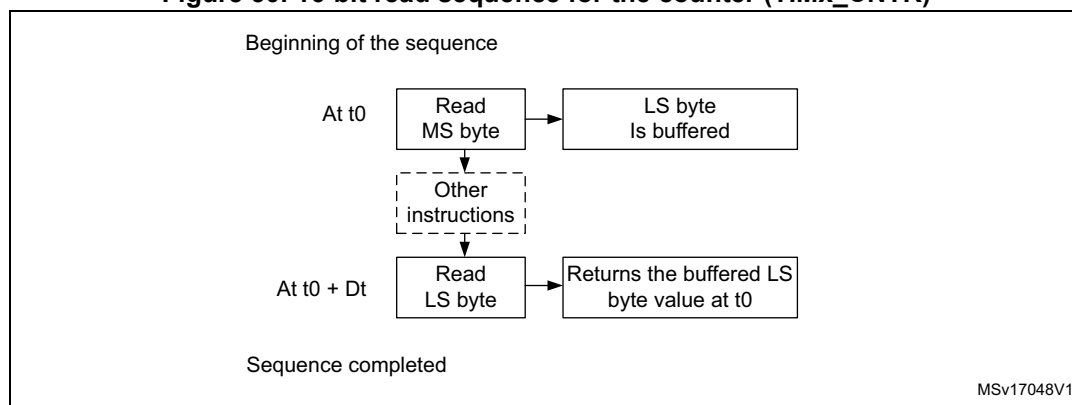 Beginning of the sequence
At t0
Read
MS byte
LS byte
Is buffered
Other
instructions
At t0 + Dt
Read
LS byte
Returns the buffered LS
byte value at t0
Sequence completed
MSv17048V1